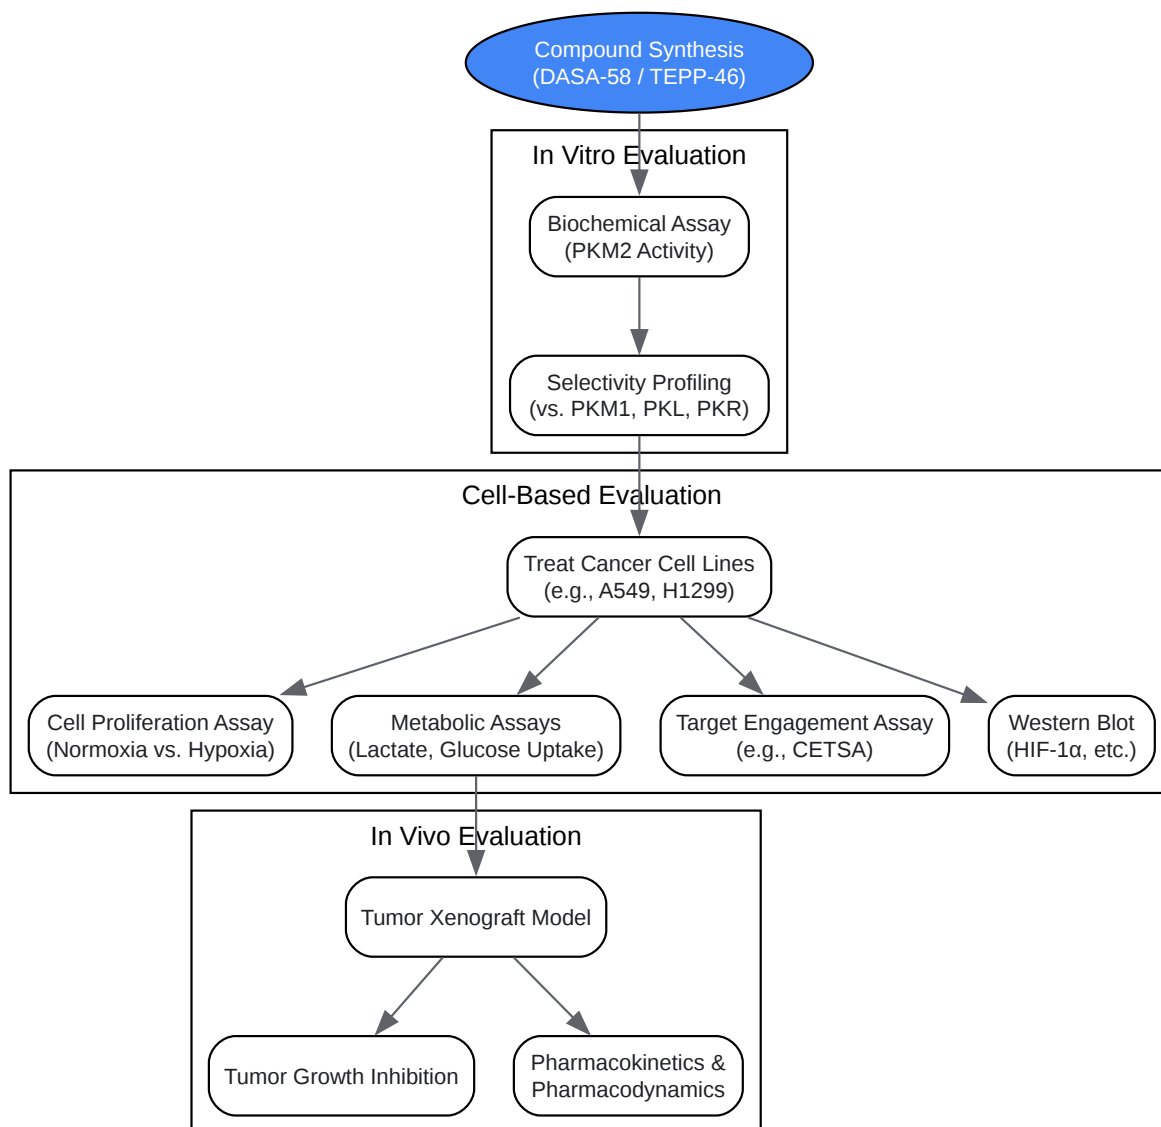 Compound Synthesis
(DASA-58 / TEPP-46)
In Vitro Evaluation
Biochemical Assay
(PKM2 Activity)
Selectivity Profiling
(vs. PKM1, PKL, PKR)
Cell-Based Evaluation
Treat Cancer Cell Lines
(e.g., A549, H1299)
Cell Proliferation Assay
(Normoxia vs. Hypoxia)
Metabolic Assays
(Lactate, Glucose Uptake)
Target Engagement Assay
(e.g., CETSA)
Western Blot
(HIF-1α, etc.)
In Vivo Evaluation
Tumor Xenograft Model
Tumor Growth Inhibition
Pharmacokinetics &
Pharmacodynamics